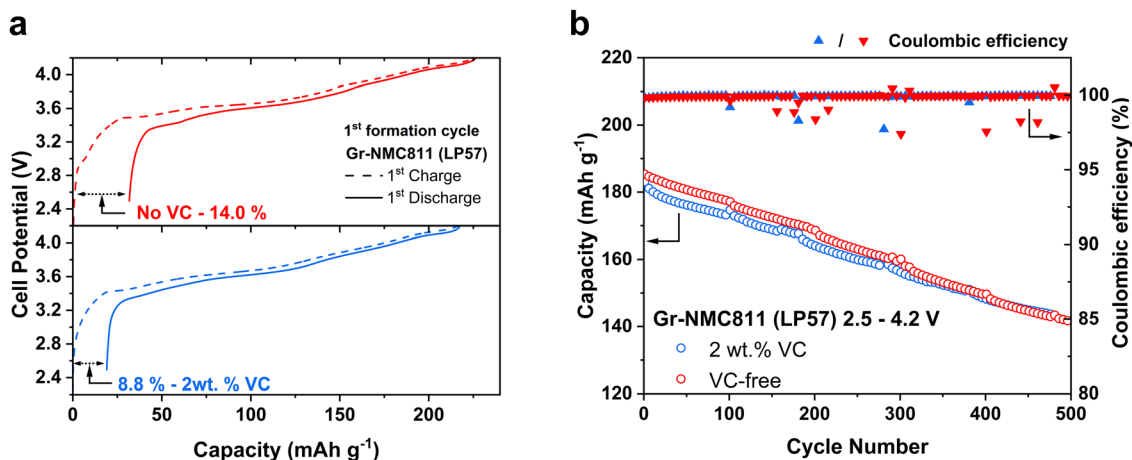 a
4.2
3.6
3.0
2.4
4.2
3.6
3.0
2.4
Cell Potential (V)
1st formation cycle
Gr-NMC811 (LP57)
1st Charge
1st Discharge
No VC - 14.0 %
8.8 % - 2wt. % VC
0 50 100 150 200
Capacity (mAh g-1)
b
/ Coulombic efficiency
220
200
180
160
140
120
Capacity (mAh g-1)
100
95
90
85
80
Coulombic efficiency (%)
Gr-NMC811 (LP57) 2.5 - 4.2 V
2 wt.% VC
VC-free
0 100 200 300 400 500
Cycle Number